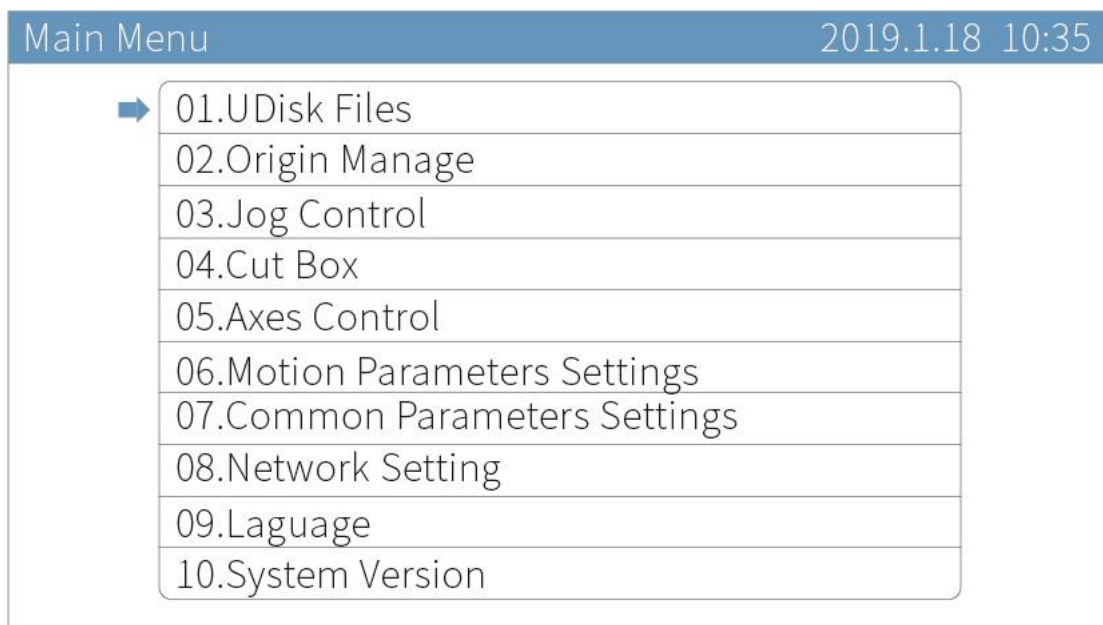 Main Menu 2019.1.18 10:35
01.UDisk Files
02.Origin Manage
03.Jog Control
04.Cut Box
05.Axes Control
06.Motion Parameters Settings
07.Common Parameters Settings
08.Network Setting
09.Laguage
10.System Version